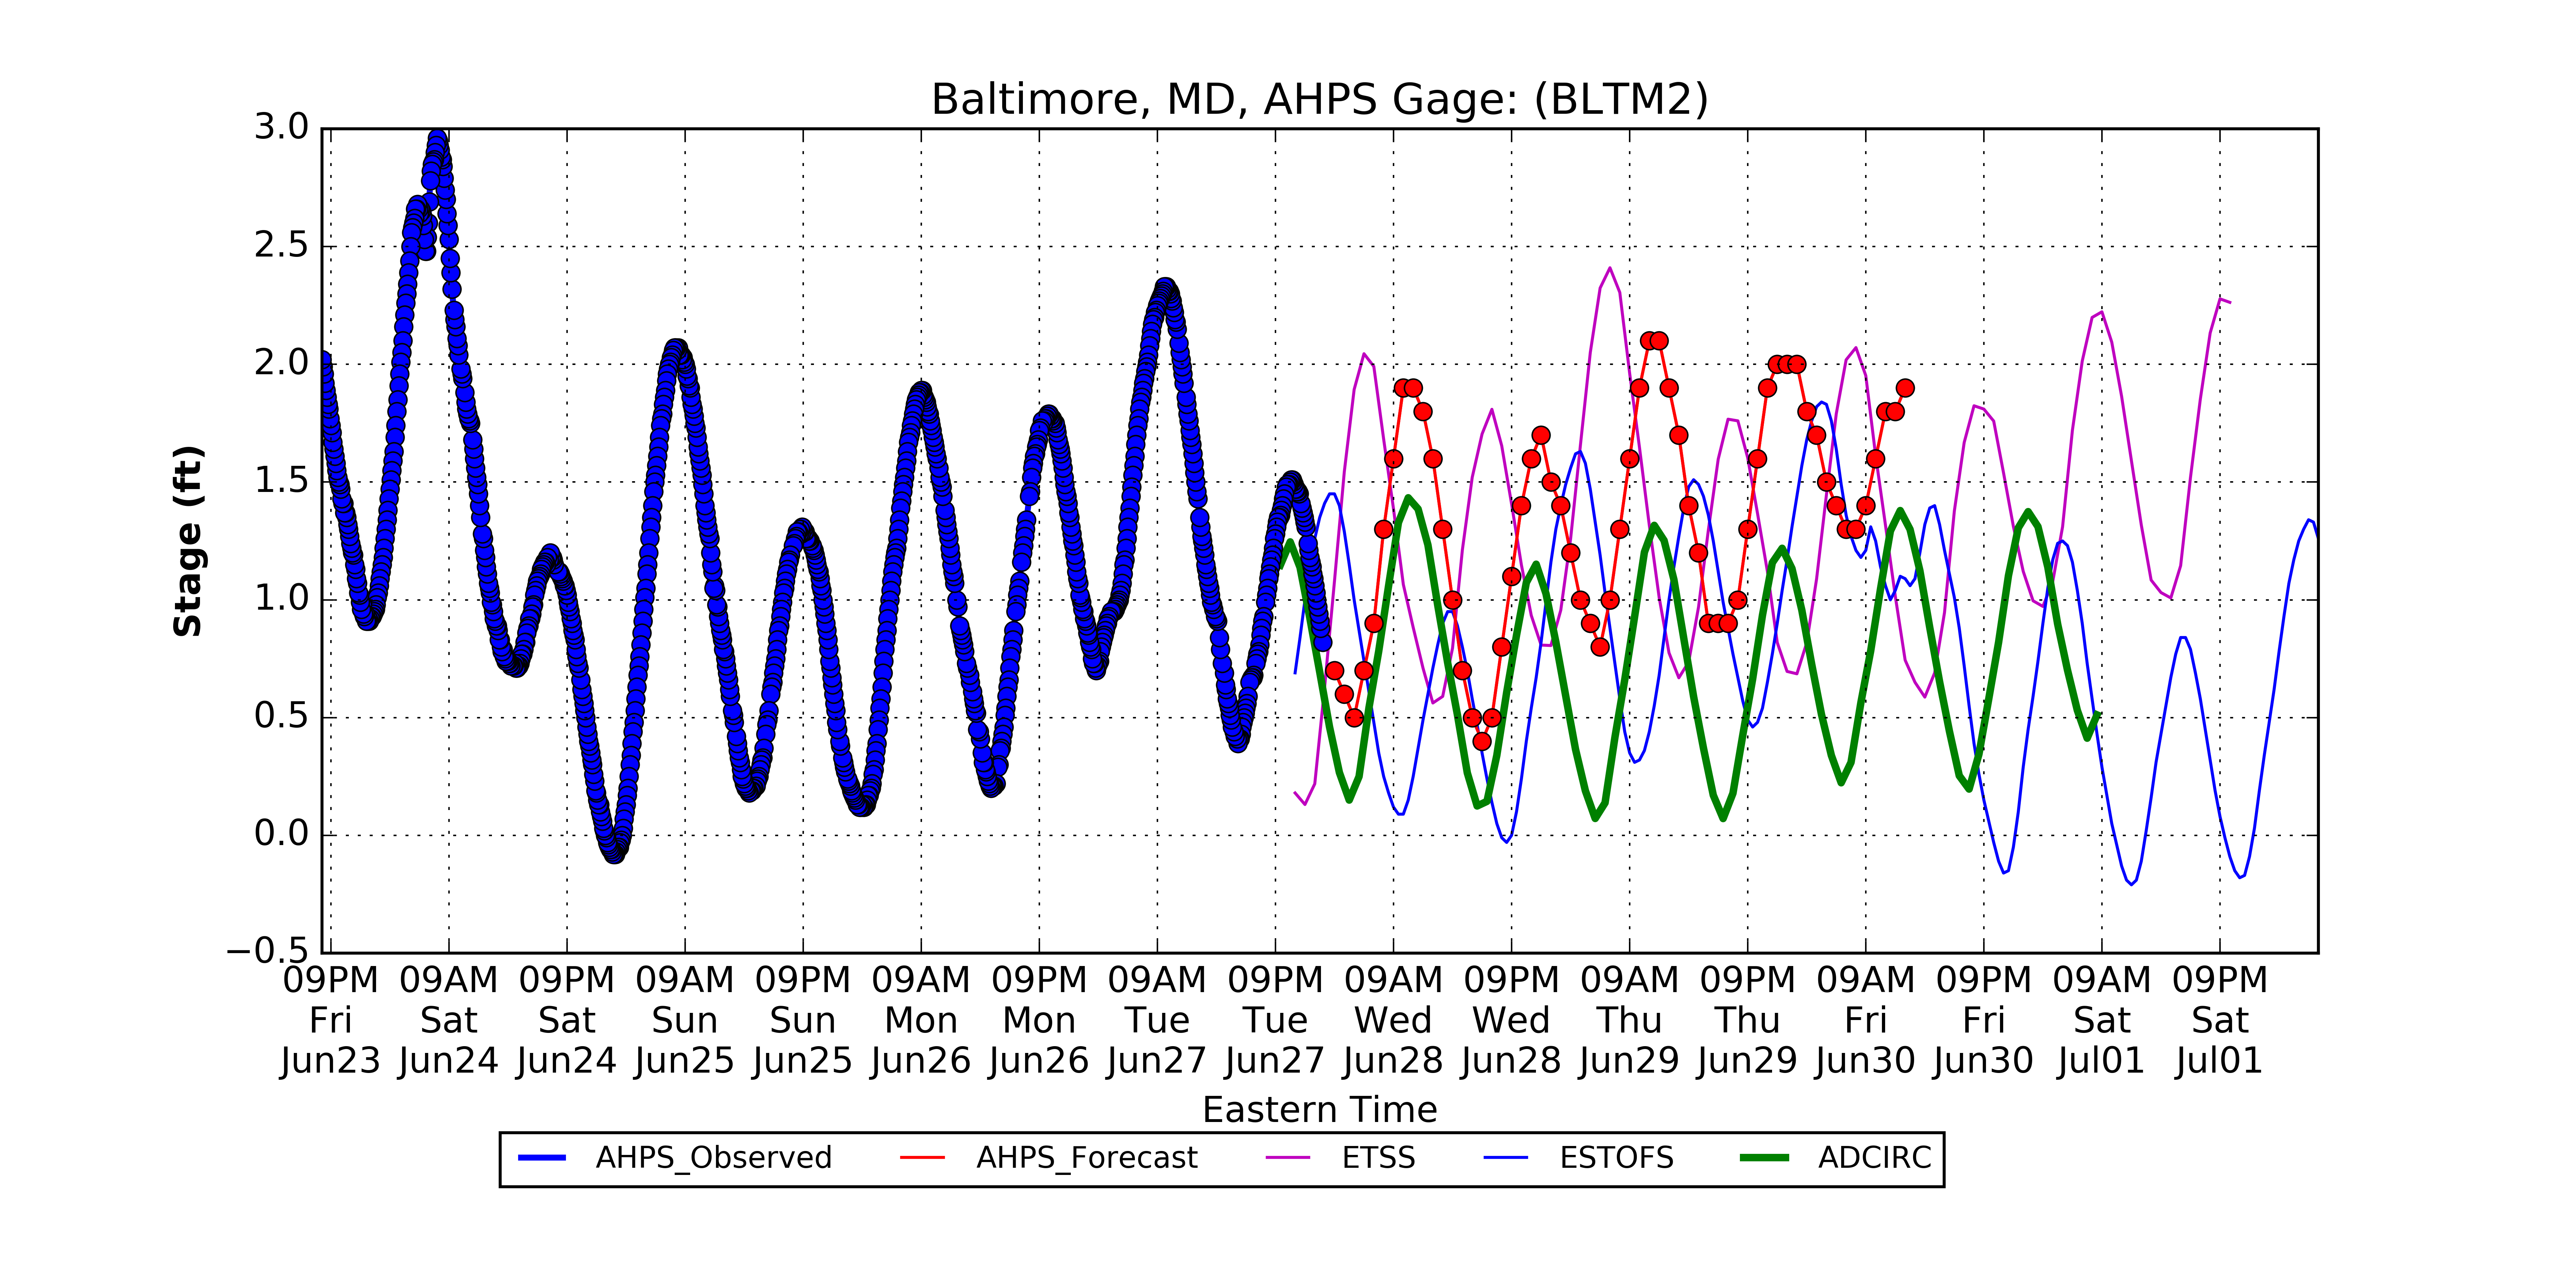 Baltimore, MD, AHPS Gage: (BLTM2)
3.0
2.5
2.0
1.5
1.0
0.5
0.0
−0.5
Stage (ft)
09PM 09AM 09PM 09AM 09PM 09AM 09PM 09AM 09PM 09AM 09PM 09AM 09PM 09AM 09PM 09AM 09PM
Fri Sat Sat Sun Sun Mon Mon Tue Tue Wed Wed Thu Thu Fri Fri Sat Sat
Jun23 Jun24 Jun24 Jun25 Jun25 Jun26 Jun26 Jun27 Jun27 Jun28 Jun28 Jun29 Jun29 Jun30 Jun30 Jul01 Jul01
Eastern Time
AHPS_Observed AHPS_Forecast ETSS ESTOFS ADCIRC